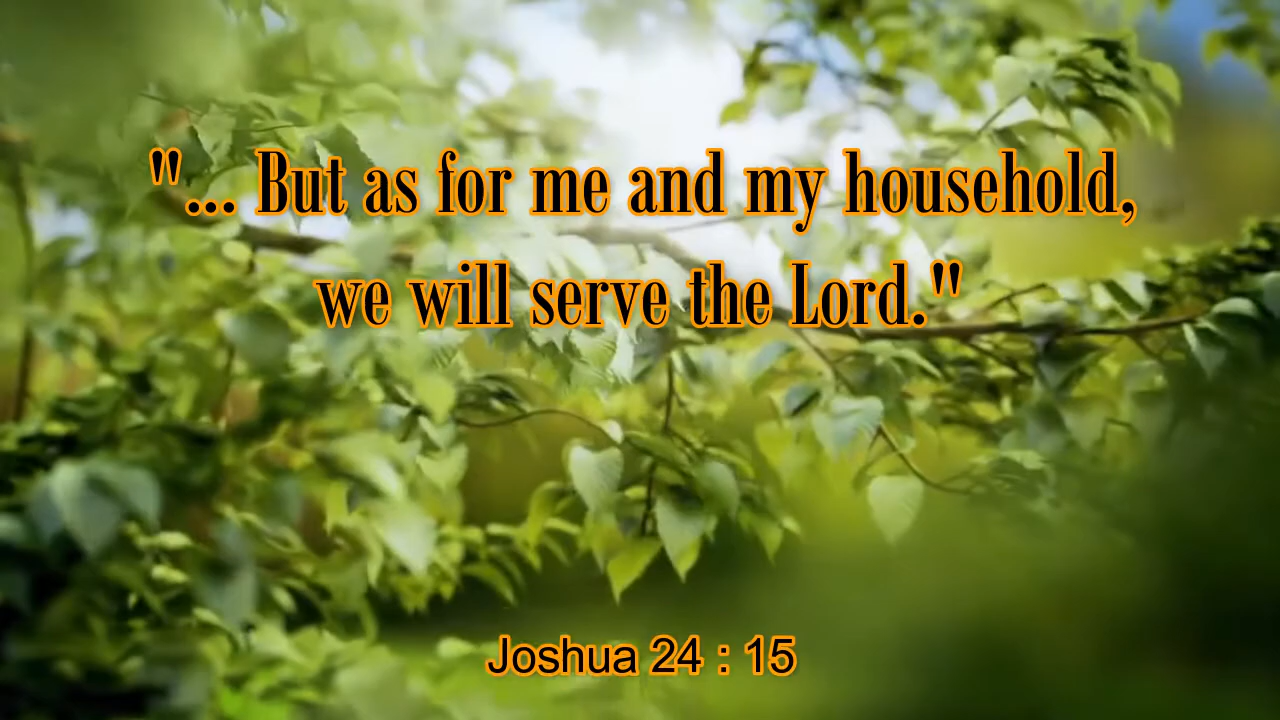 "... But as for me and my household,
we will serve the Lord."
Joshua 24 : 15